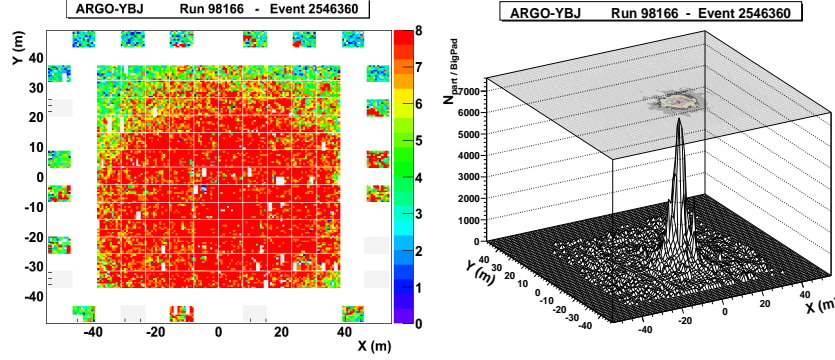 ARGO-YBJ Run 98166 - Event 2546360
Y (m)
40
30
20
10
0
-10
-20
-30
-40
-40 -20 0 20 40
X (m)
8
7
6
5
4
3
2
1
0
ARGO-YBJ Run 98166 - Event 2546360
N part / BigPad
7000
6000
5000
4000
3000
2000
1000
0
40 30 20 10 0 -10 -20 -30 -40
Y (m)
-40 -20 0 20 40
X (m